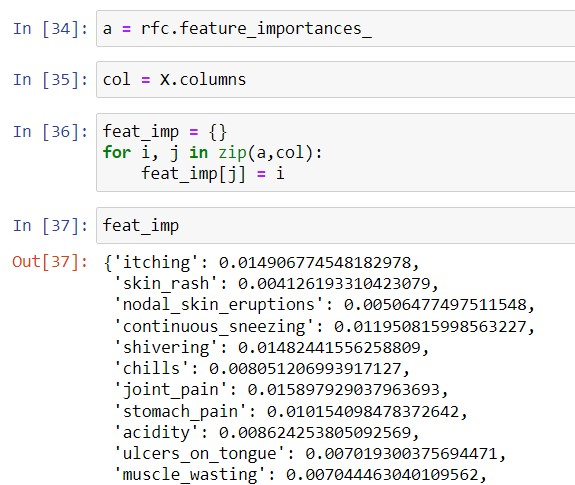 In [34]: a = rfc.feature_importances_
In [35]: col = X.columns
In [36]: feat_imp = {}
for i, j in zip(a,col):
    feat_imp[j] = i
In [37]: feat_imp
Out[37]: {'itching': 0.014906774548182978,
'skin_rash': 0.004126193310423079,
'nodal_skin_eruptions': 0.00506477497511548,
'continuous_sneezing': 0.011950815998563227,
'shivering': 0.01482441556258809,
'chills': 0.008051206993917127,
'joint_pain': 0.015897929037963693,
'stomach_pain': 0.010154098478372642,
'acidity': 0.008624253805092569,
'ulcers_on_tongue': 0.007019300375694471,
'muscle_wasting': 0.007044463040109562,